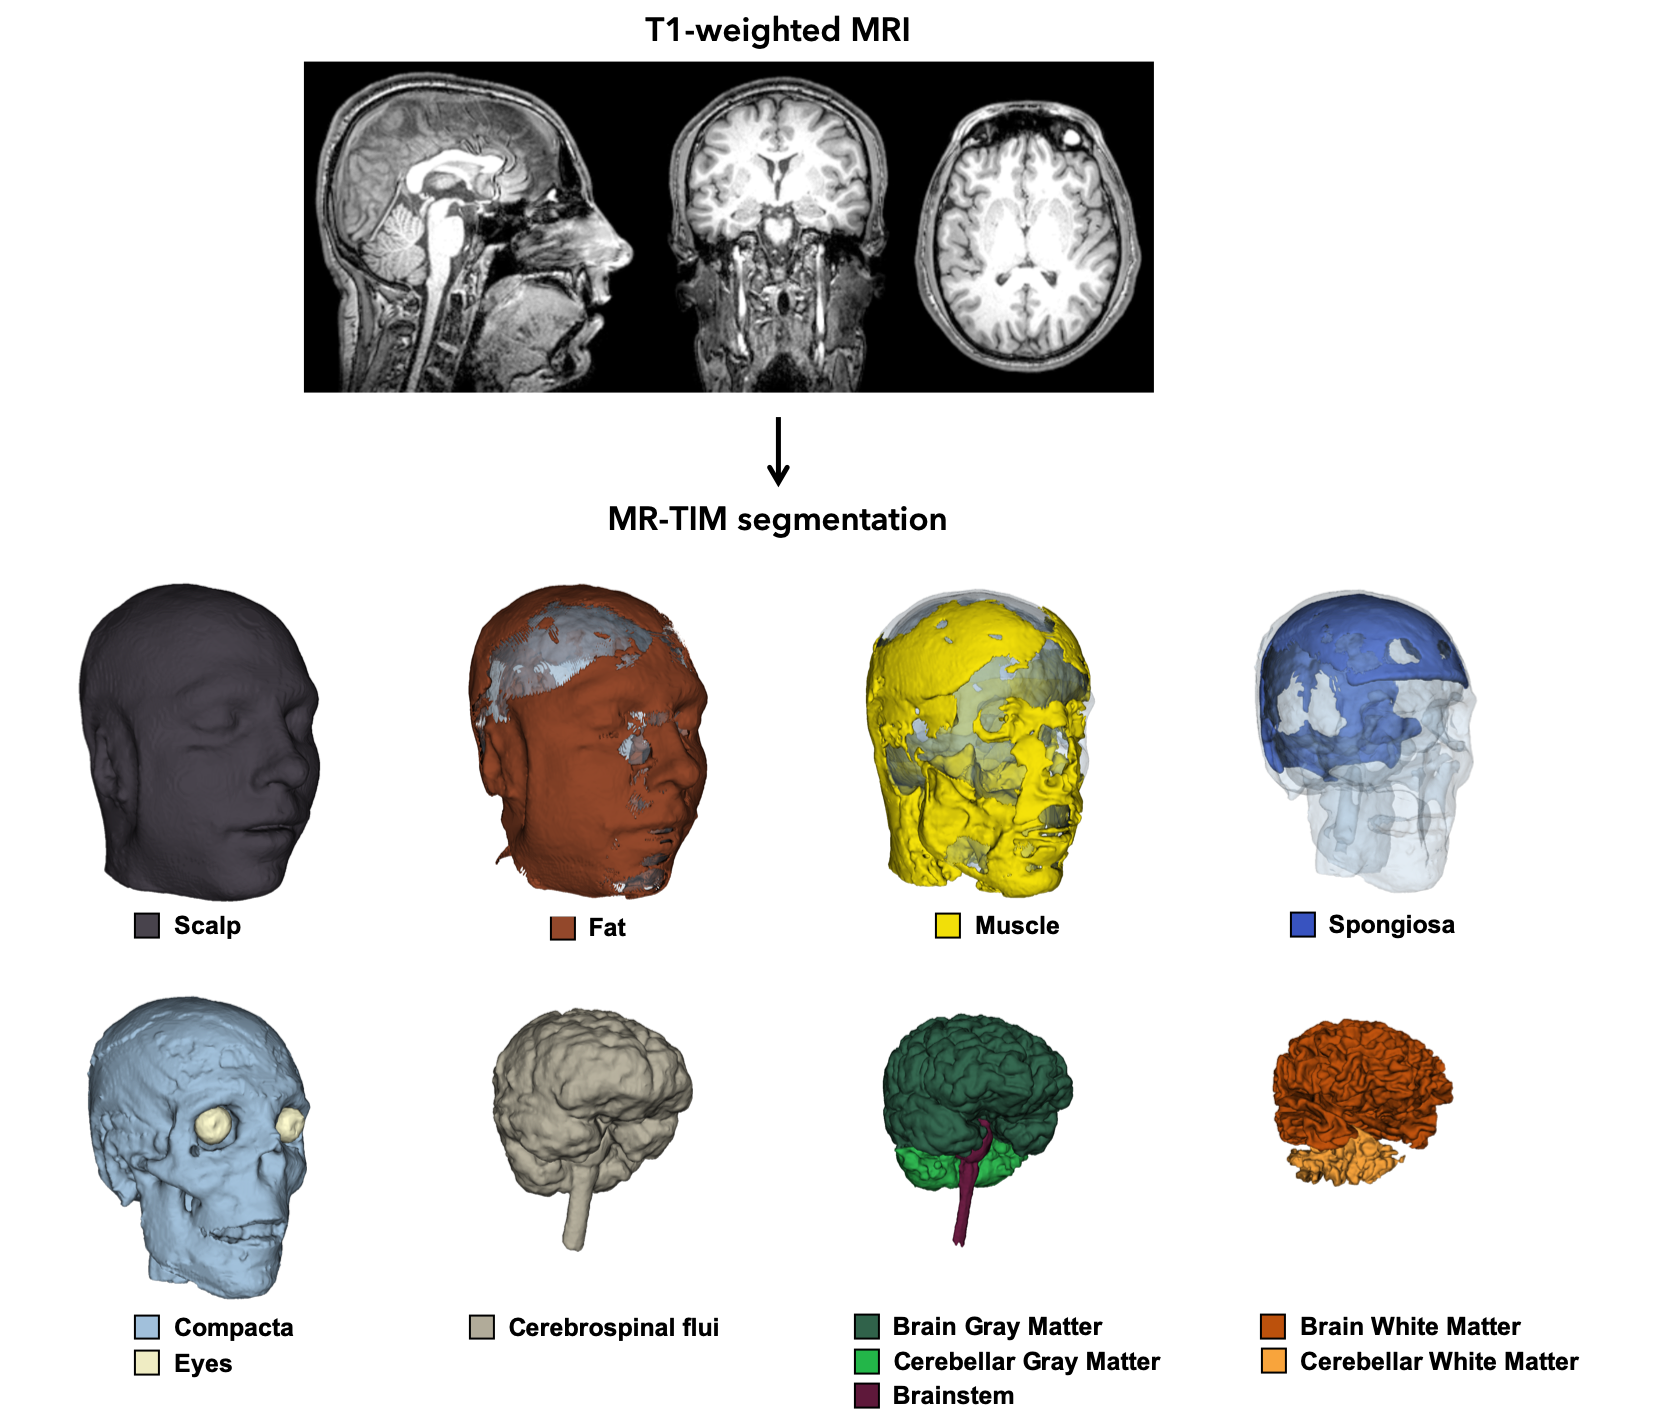 T1-weighted MRI
MR-TIM segmentation
Scalp
Fat
Muscle
Spongiosa
Compacta
Eyes
Cerebrospinal flui
Brain Gray Matter
Cerebellar Gray Matter
Brainstem
Brain White Matter
Cerebellar White Matter